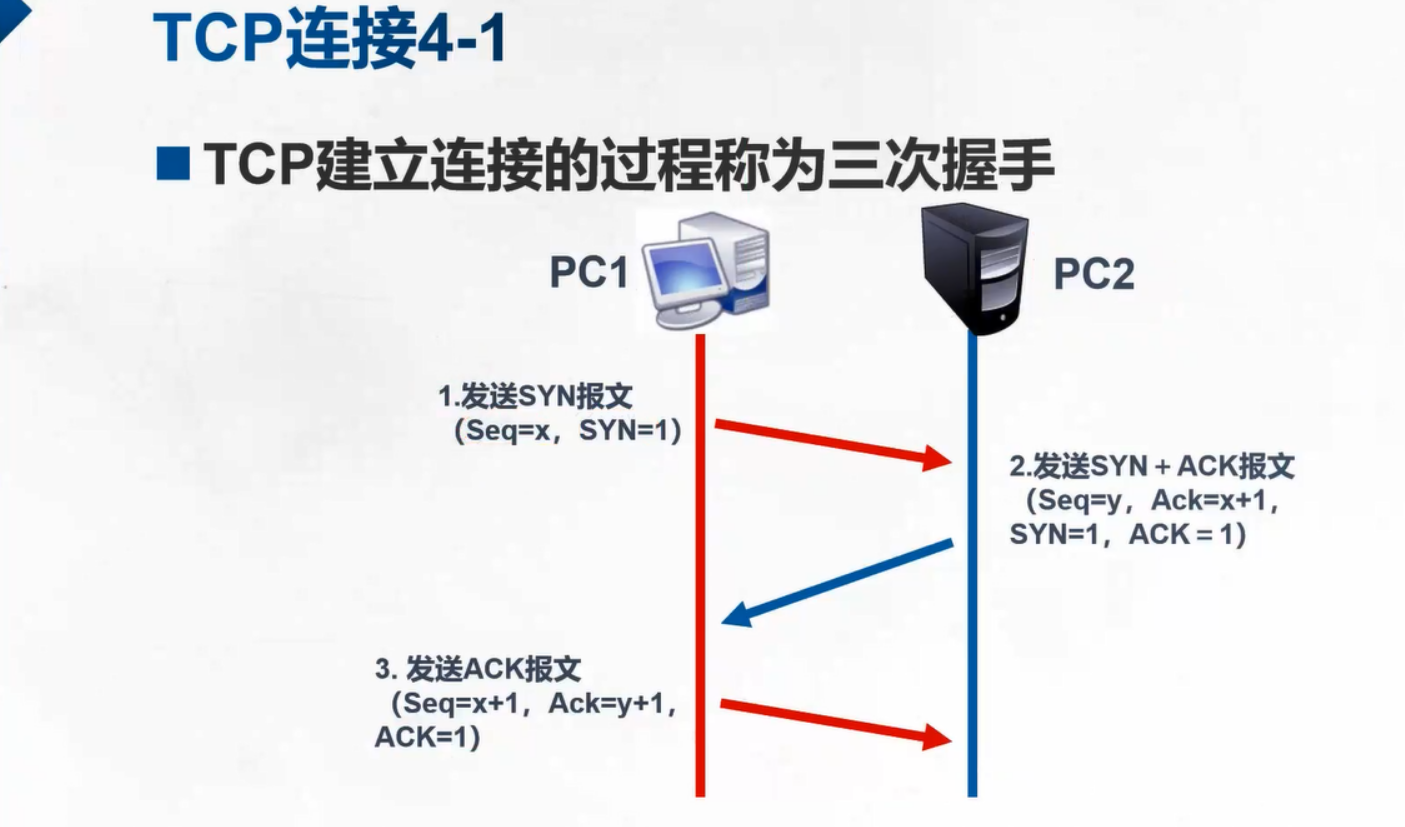 TCP连接4-1
TCP建立连接的过程称为三次握手
PC1
PC2
1.发送SYN报文
（Seq=x，SYN=1）
2.发送SYN＋ACK报文
（Seq=y，Ack=x+1，
SYN=1，ACK＝1）
3. 发送ACK报文
（Seq=x+1，Ack=y+1，
ACK=1）